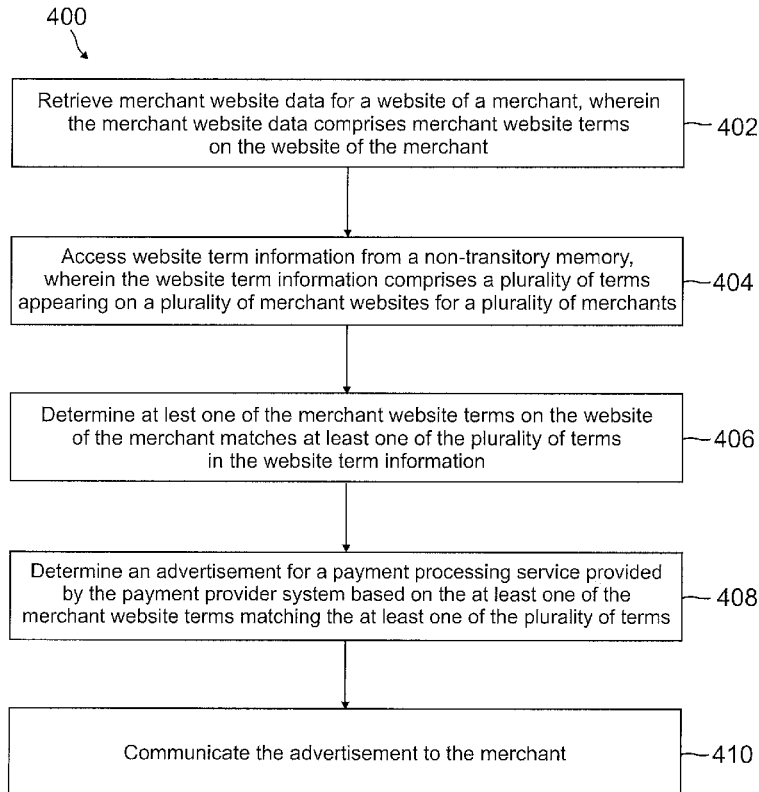 400
Retrieve merchant website data for a website of a merchant, wherein
the merchant website data comprises merchant website terms
on the website of the merchant
402
Access website term information from a non-transitory memory,
wherein the website term information comprises a plurality of terms
appearing on a plurality of merchant websites for a plurality of merchants
404
Determine at lest one of the merchant website terms on the website
of the merchant matches at least one of the plurality of terms
in the website term information
406
Determine an advertisement for a payment processing service provided
by the payment provider system based on the at least one of the
merchant website terms matching the at least one of the plurality of terms
408
Communicate the advertisement to the merchant
410